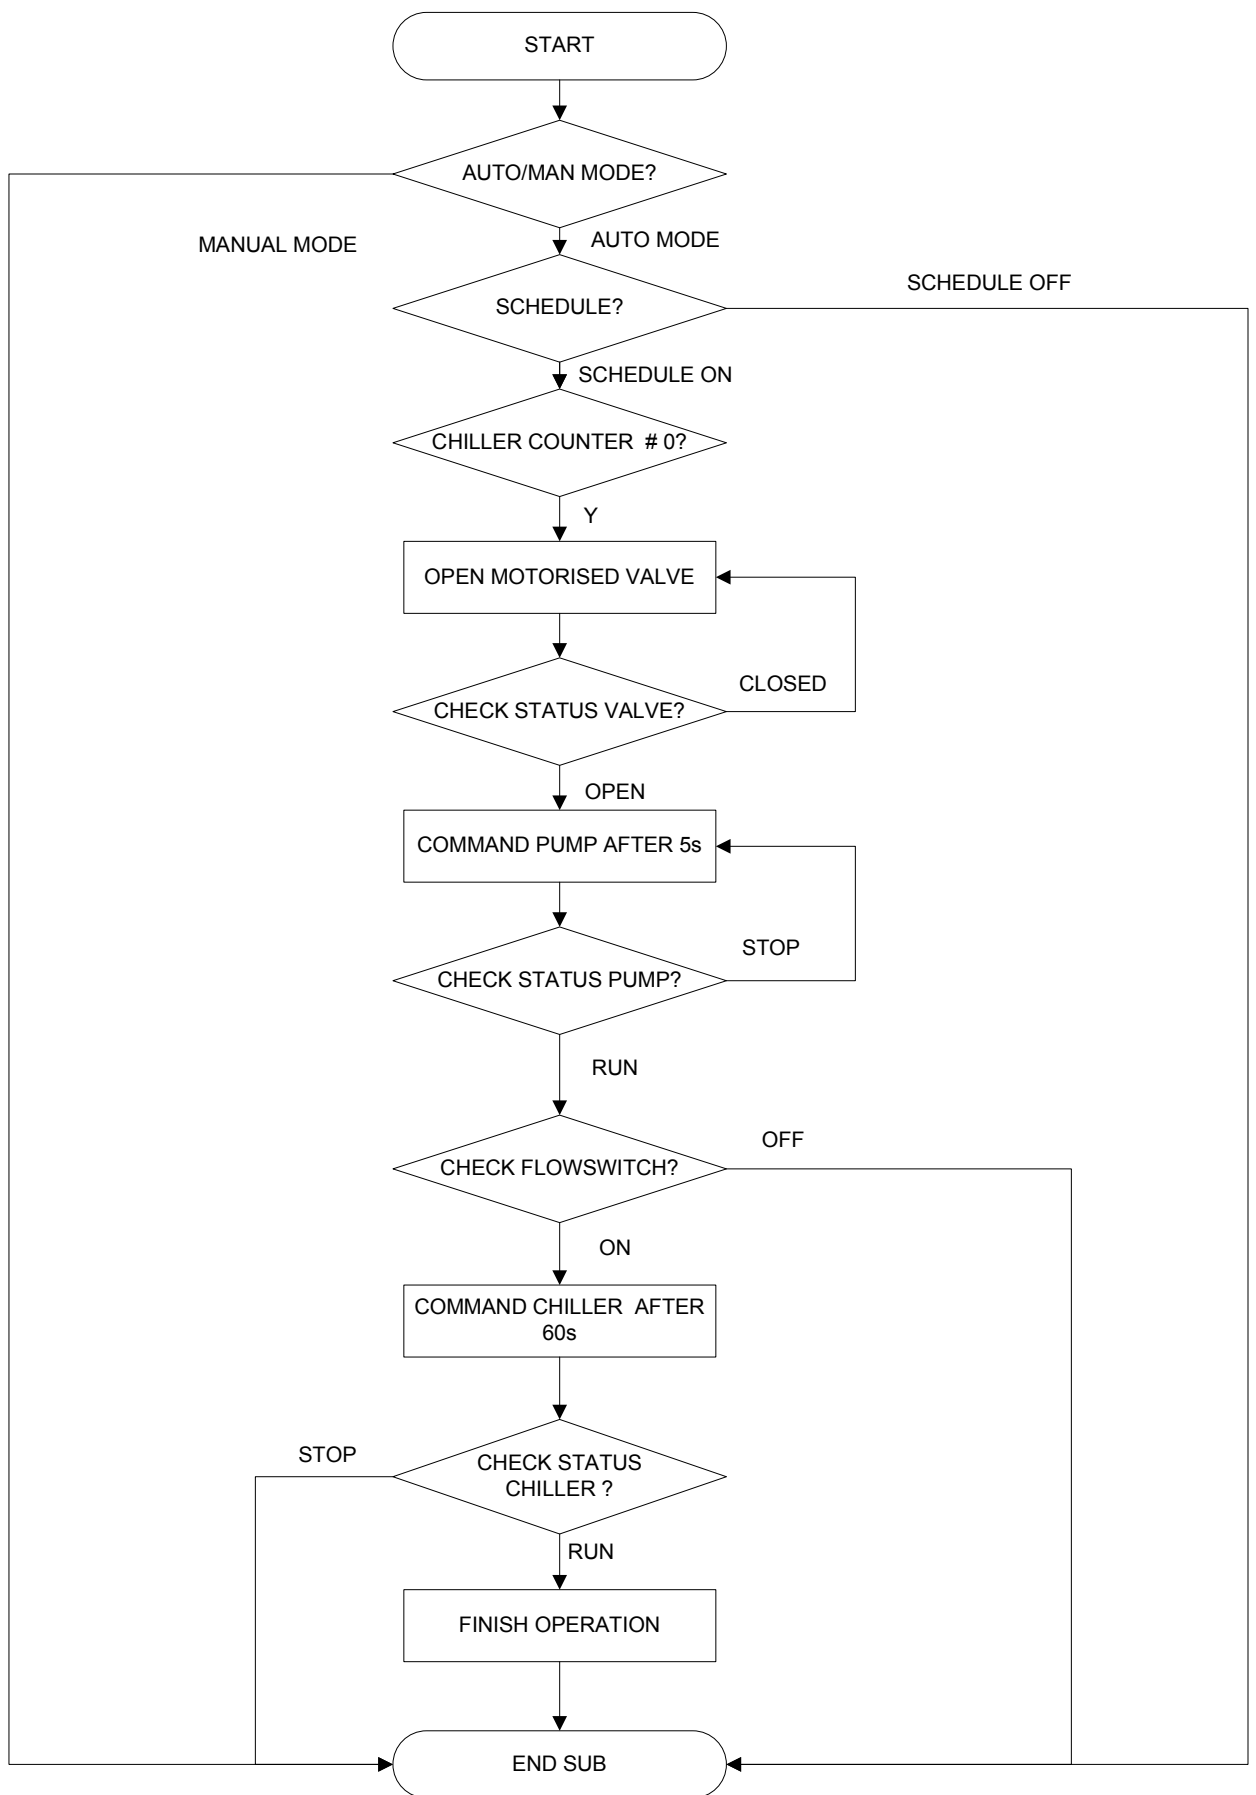 START
AUTO/MAN MODE?
MANUAL MODE
AUTO MODE
SCHEDULE?
SCHEDULE OFF
SCHEDULE ON
CHILLER COUNTER # 0?
Y
OPEN MOTORISED VALVE
CLOSED
CHECK STATUS VALVE?
OPEN
COMMAND PUMP AFTER 5s
STOP
CHECK STATUS PUMP?
RUN
OFF
CHECK FLOWSWITCH?
ON
COMMAND CHILLER AFTER
60s
STOP
CHECK STATUS
CHILLER ?
RUN
FINISH OPERATION
END SUB